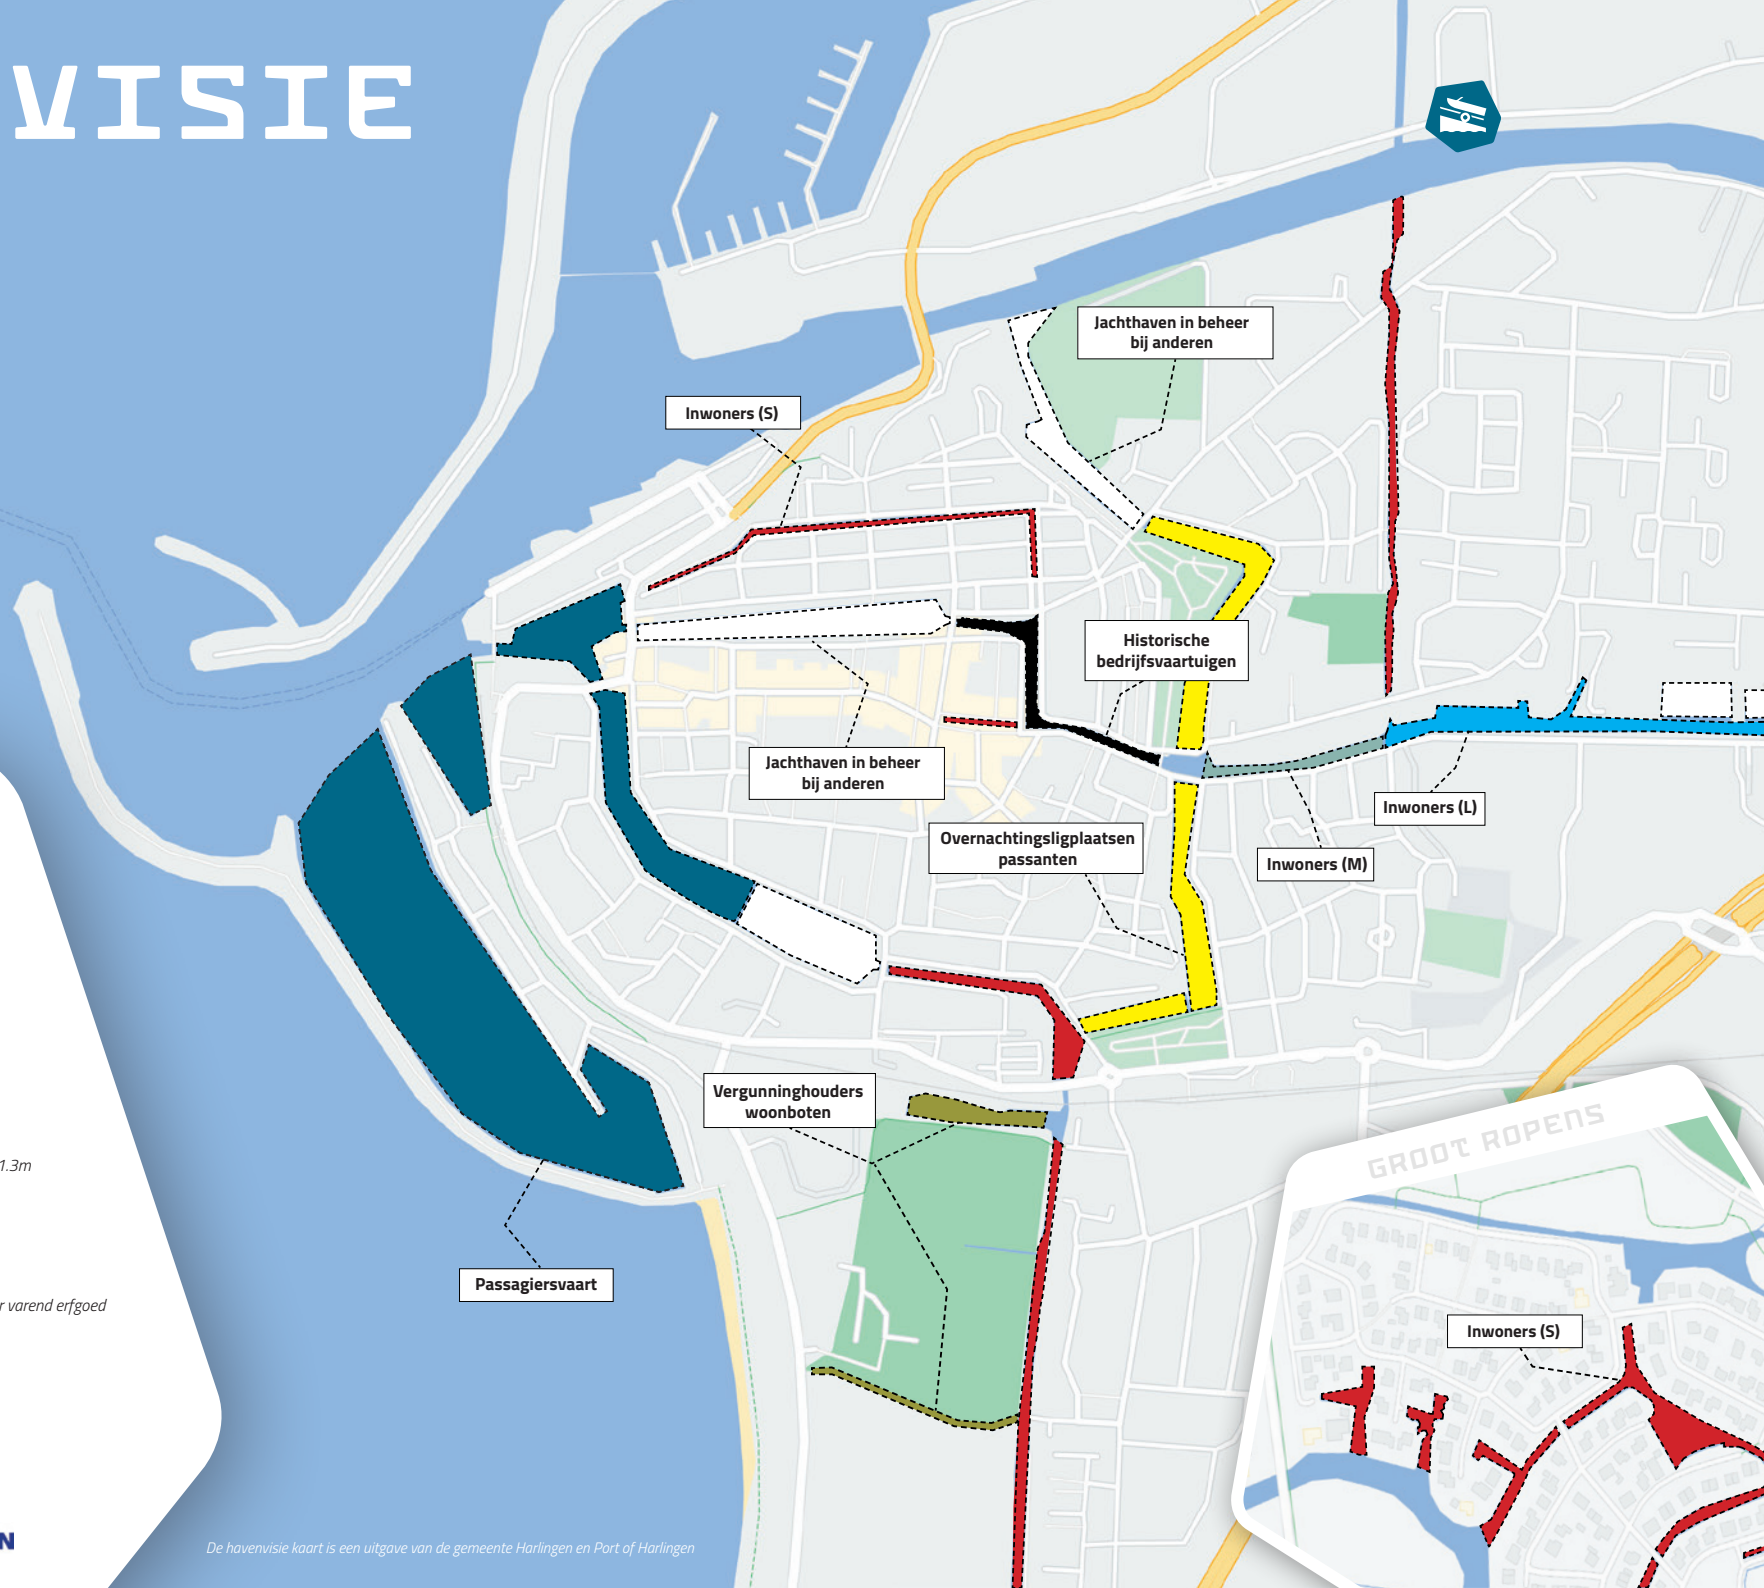 VISIE
Jachthaven in beheer
bij anderen
Inwoners (S)
Historische
bedrijfsvaartuigen
Jachthaven in beheer
bij anderen
Inwoners (L)
Overnachtingsligplaatsen
passanten
Inwoners (M)
Vergunninghouders
woonboten
GROOT ROPENS
1.3m
Passagiersvaart
r varend erfgoed
Inwoners (S)
N
De havenvisie kaart is een uitgave van de gemeente Harlingen en Port of Harlingen